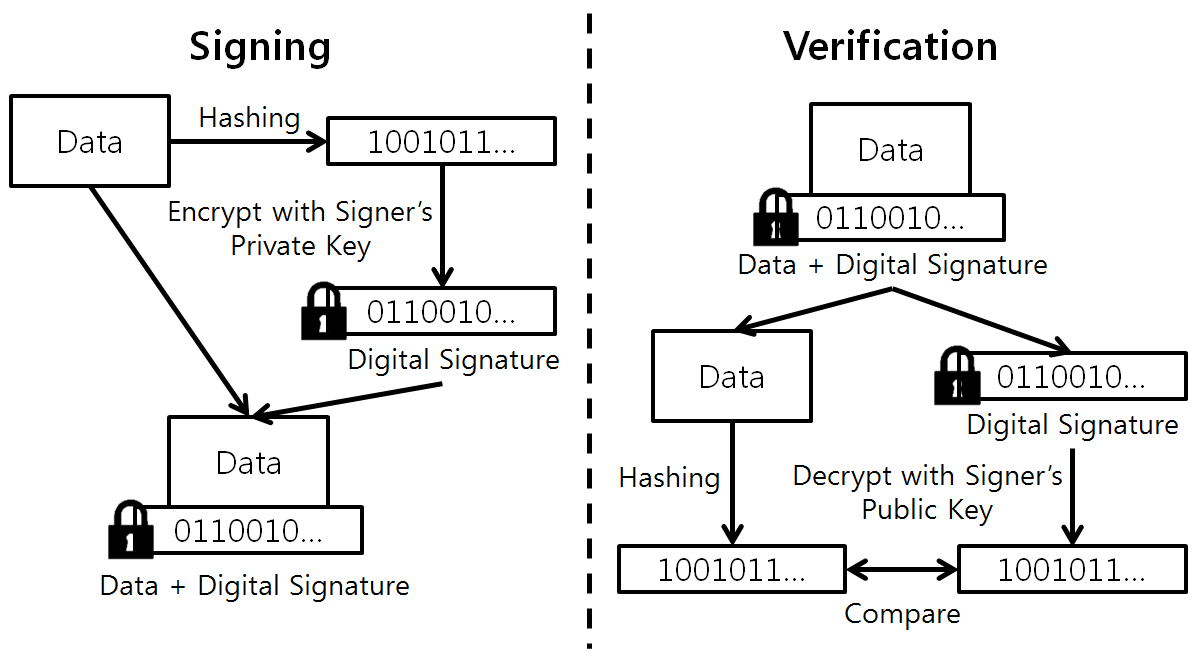 Signing
Data
Hashing
1001011...
Encrypt with Signer's
Private Key
0110010...
Digital Signature
Data
0110010...
Data + Digital Signature
Verification
Data
0110010...
Data + Digital Signature
Data
0110010...
Digital Signature
Hashing
Decrypt with Signer's
Public Key
1001011...
1001011...
Compare